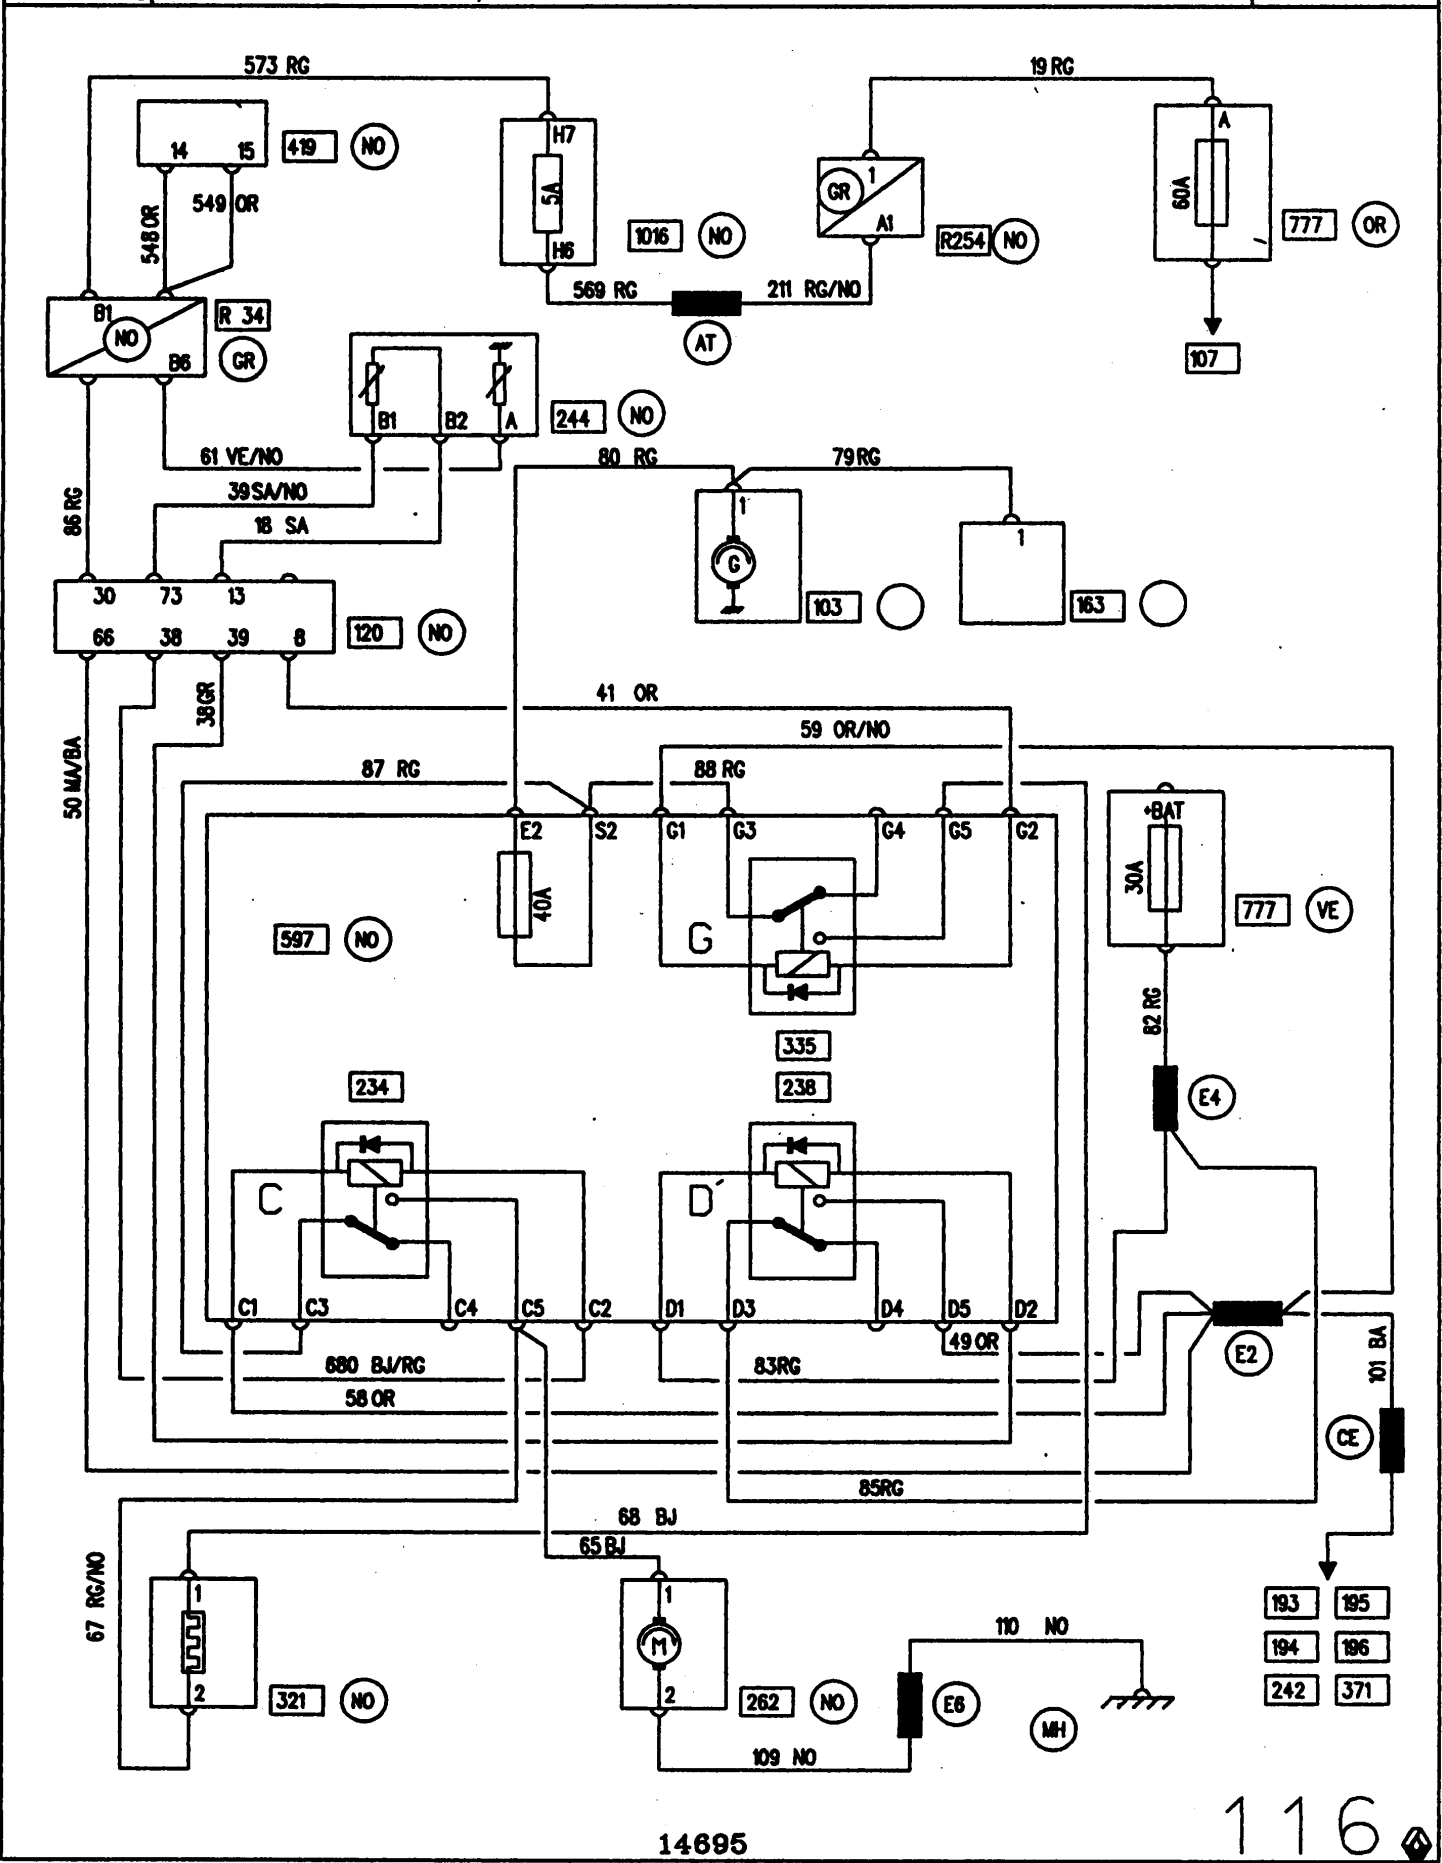 573 RG
19 RG
14 15
419 NO
H7
5A
H6
1016 NO
GR 1
A1
R254 NO
A
60A
777 OR
107
549 OR
548 OR
569 RG
211 RG/NO
AT
B1
NO
B6
R 34
GR
B1 B2 A
244 NO
61 VE/NO
80 RG
79 RG
39 SA/NO
18 SA
86 RG
1
G
103
1
163
30 73 13
66 38 39 8
120 NO
38 GR
41 OR
59 OR/NO
50 MA/BA
87 RG
88 RG
E2 S2 G1 G3 G4 G5 G2
40A
G
597 NO
+BAT
30A
777 VE
82 RG
335
238
234
E4
C
D
C1 C3 C4 C5 C2 D1 D3 D4 D5 D2
49 OR
E2
680 BJ/RG
83 RG
58 OR
101 BA
CE
85RG
68 BJ
65 BJ
67 RG/NO
1
2
321 NO
1
M
2
262 NO
109 NO
E6
110 NO
MH
193 195
194 196
242 371
14695
116